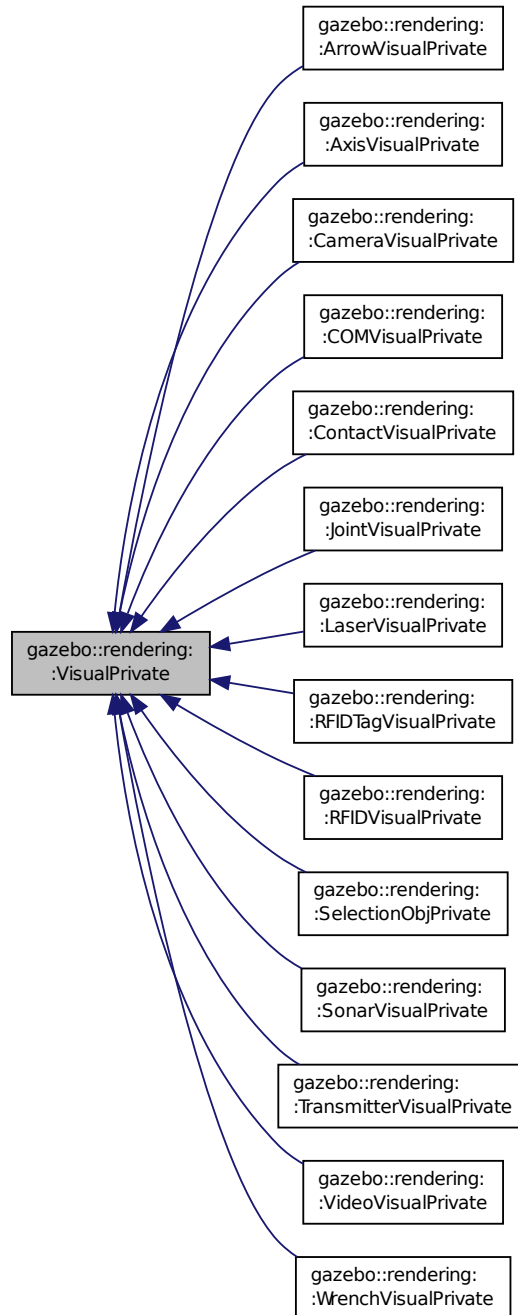 gazebo::rendering:
:ArrowVisualPrivate
gazebo::rendering:
:AxisVisualPrivate
gazebo::rendering:
:CameraVisualPrivate
gazebo::rendering:
:COMVisualPrivate
gazebo::rendering:
:ContactVisualPrivate
gazebo::rendering:
:JointVisualPrivate
gazebo::rendering:
:LaserVisualPrivate
gazebo::rendering:
:VisualPrivate
gazebo::rendering:
:RFIDTagVisualPrivate
gazebo::rendering:
:RFIDVisualPrivate
gazebo::rendering:
:SelectionObjPrivate
gazebo::rendering:
:SonarVisualPrivate
gazebo::rendering:
:TransmitterVisualPrivate
gazebo::rendering:
:VideoVisualPrivate
gazebo::rendering:
:WrenchVisualPrivate